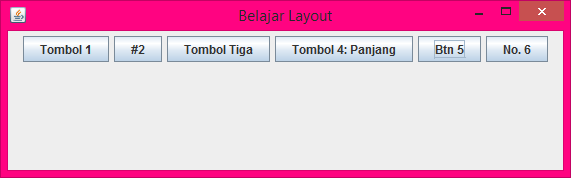 Belajar Layout
Tombol 1 #2 Tombol Tiga Tombol 4: Panjang Btn 5 No. 6